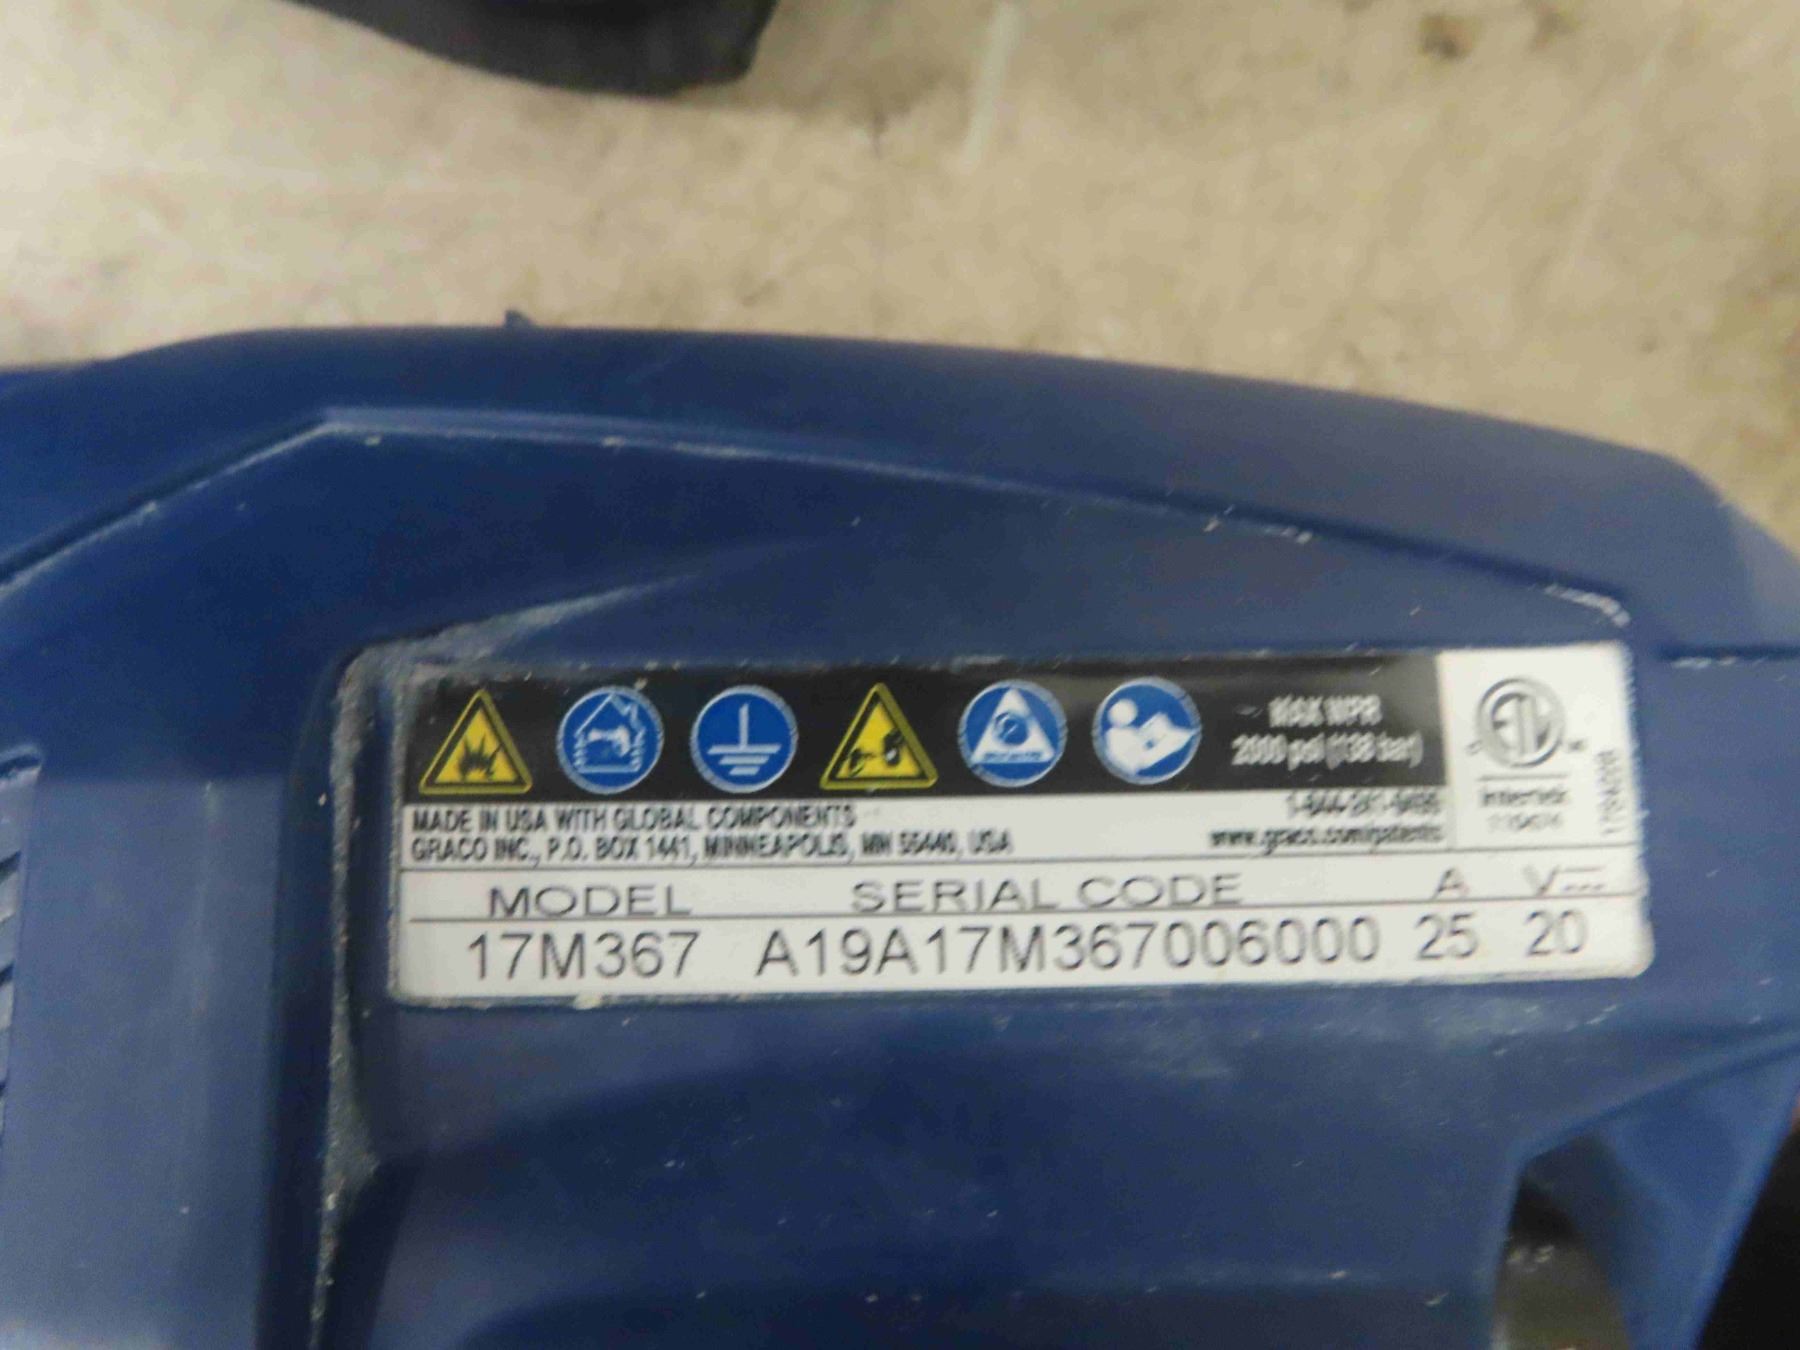 MAX WPR
2000 psi (138 bar)
MADE IN USA WITH GLOBAL COMPONENTS
GRACO INC., P.O. BOX 1441, MINNEAPOLIS, MN 55440, USA
www.graco.com/patents
Intertek
MODEL SERIAL CODE A V
17M367 A19A17M367006000 25 20